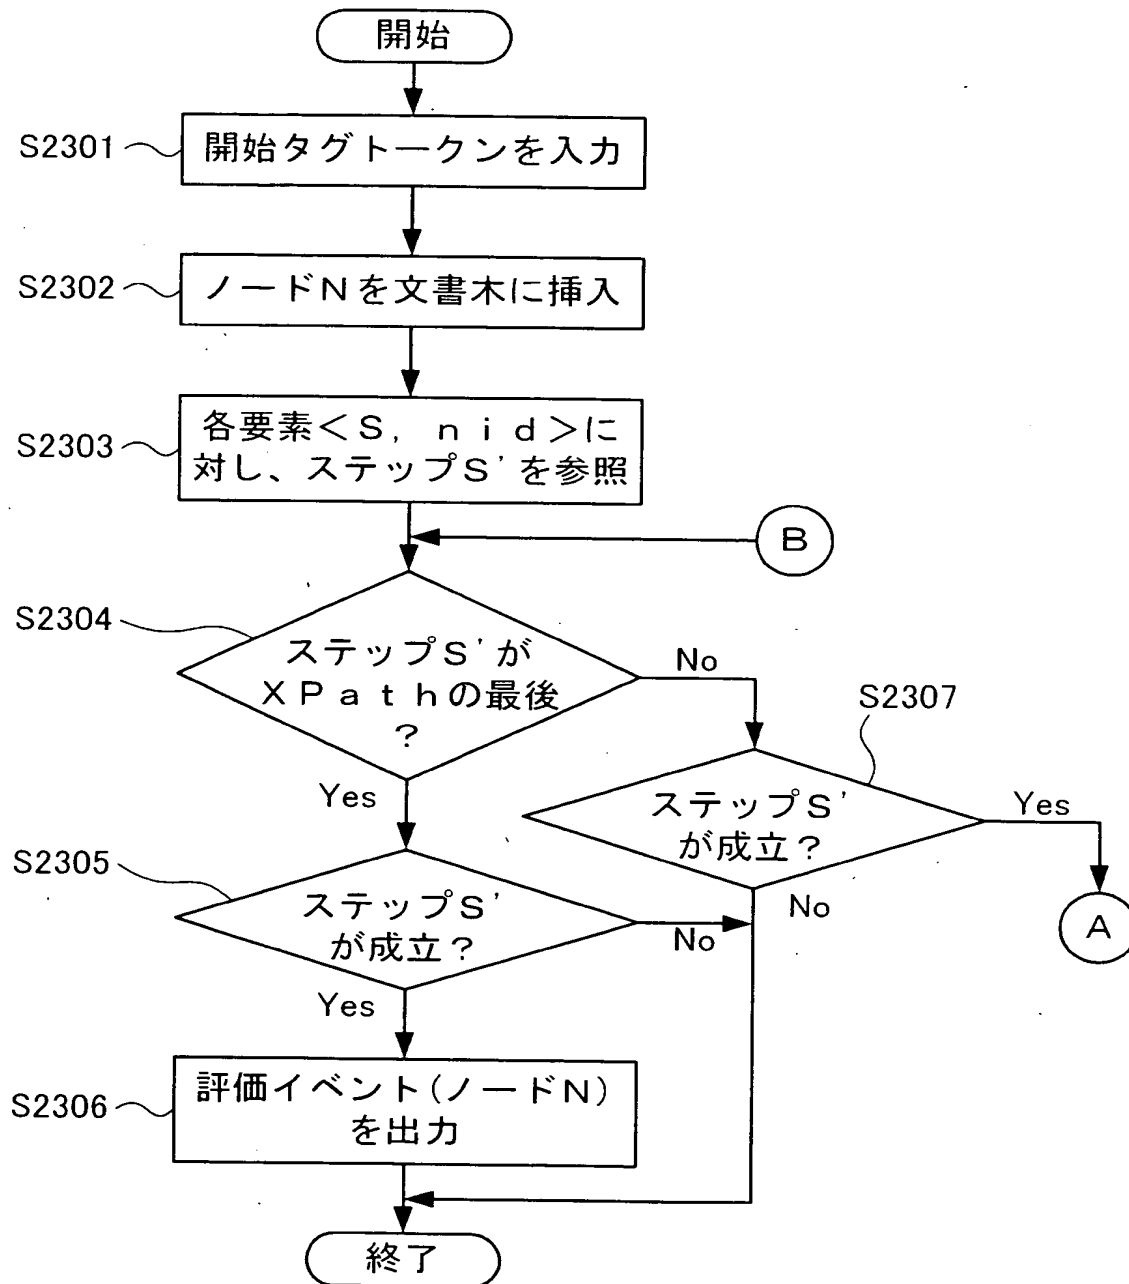 開始
S2301
開始タグトークンを入力
S2302
ノードNを文書木に挿入
S2303
各要素<S, nid>に
対し、ステップS'を参照
B
S2304
ステップS'が
XPathの最後
?
No
S2307
Yes
ステップS'
が成立?
Yes
S2305
ステップS'
が成立?
No
No
A
Yes
S2306
評価イベント(ノードN)
を出力
終了